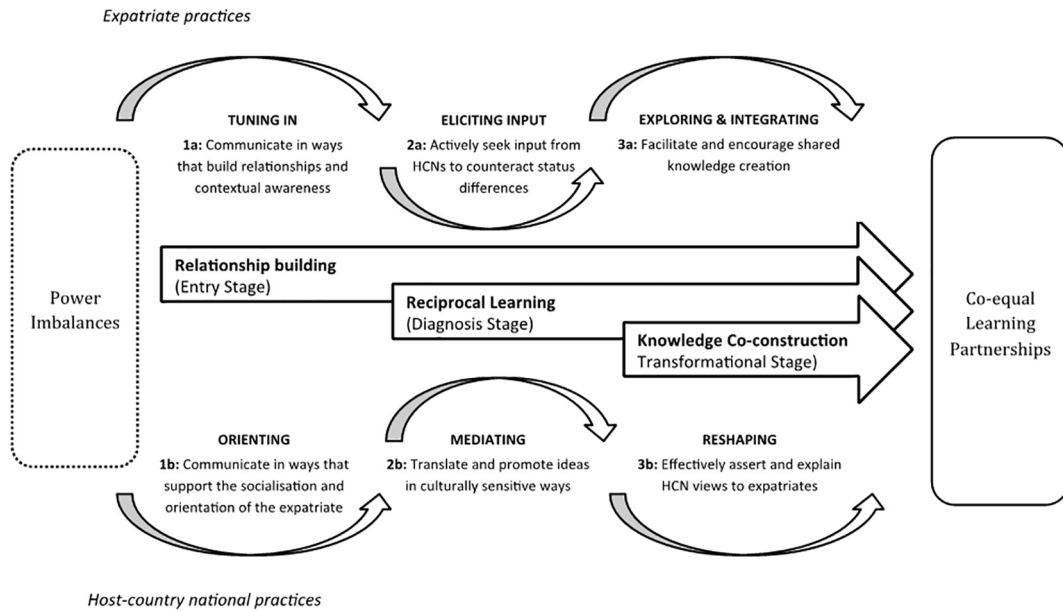 Expatriate practices
TUNING IN
1a: Communicate in ways
that build relationships and
contextual awareness
ELICITING INPUT
2a: Actively seek input from
HCNs to counteract status
differences
EXPLORING & INTEGRATING
3a: Facilitate and encourage shared
knowledge creation
Power
Imbalances
Relationship building
(Entry Stage)
Reciprocal Learning
(Diagnosis Stage)
Knowledge Co-construction
Transformational Stage)
Co-equal
Learning
Partnerships
ORIENTING
1b: Communicate in ways that
support the socialisation and
orientation of the expatriate
MEDIATING
2b: Translate and promote ideas
in culturally sensitive ways
RESHAPING
3b: Effectively assert and explain
HCN views to expatriates
Host-country national practices